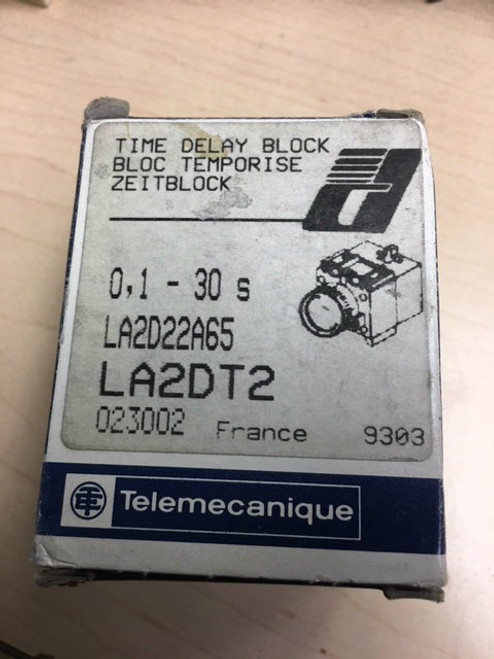 TIME DELAY BLOCK
BLOC TEMPORISE
ZEITBLOCK
0,1 - 30 s
LA2D22A65
LA2DT2
023002 France 9303
Telemecanique